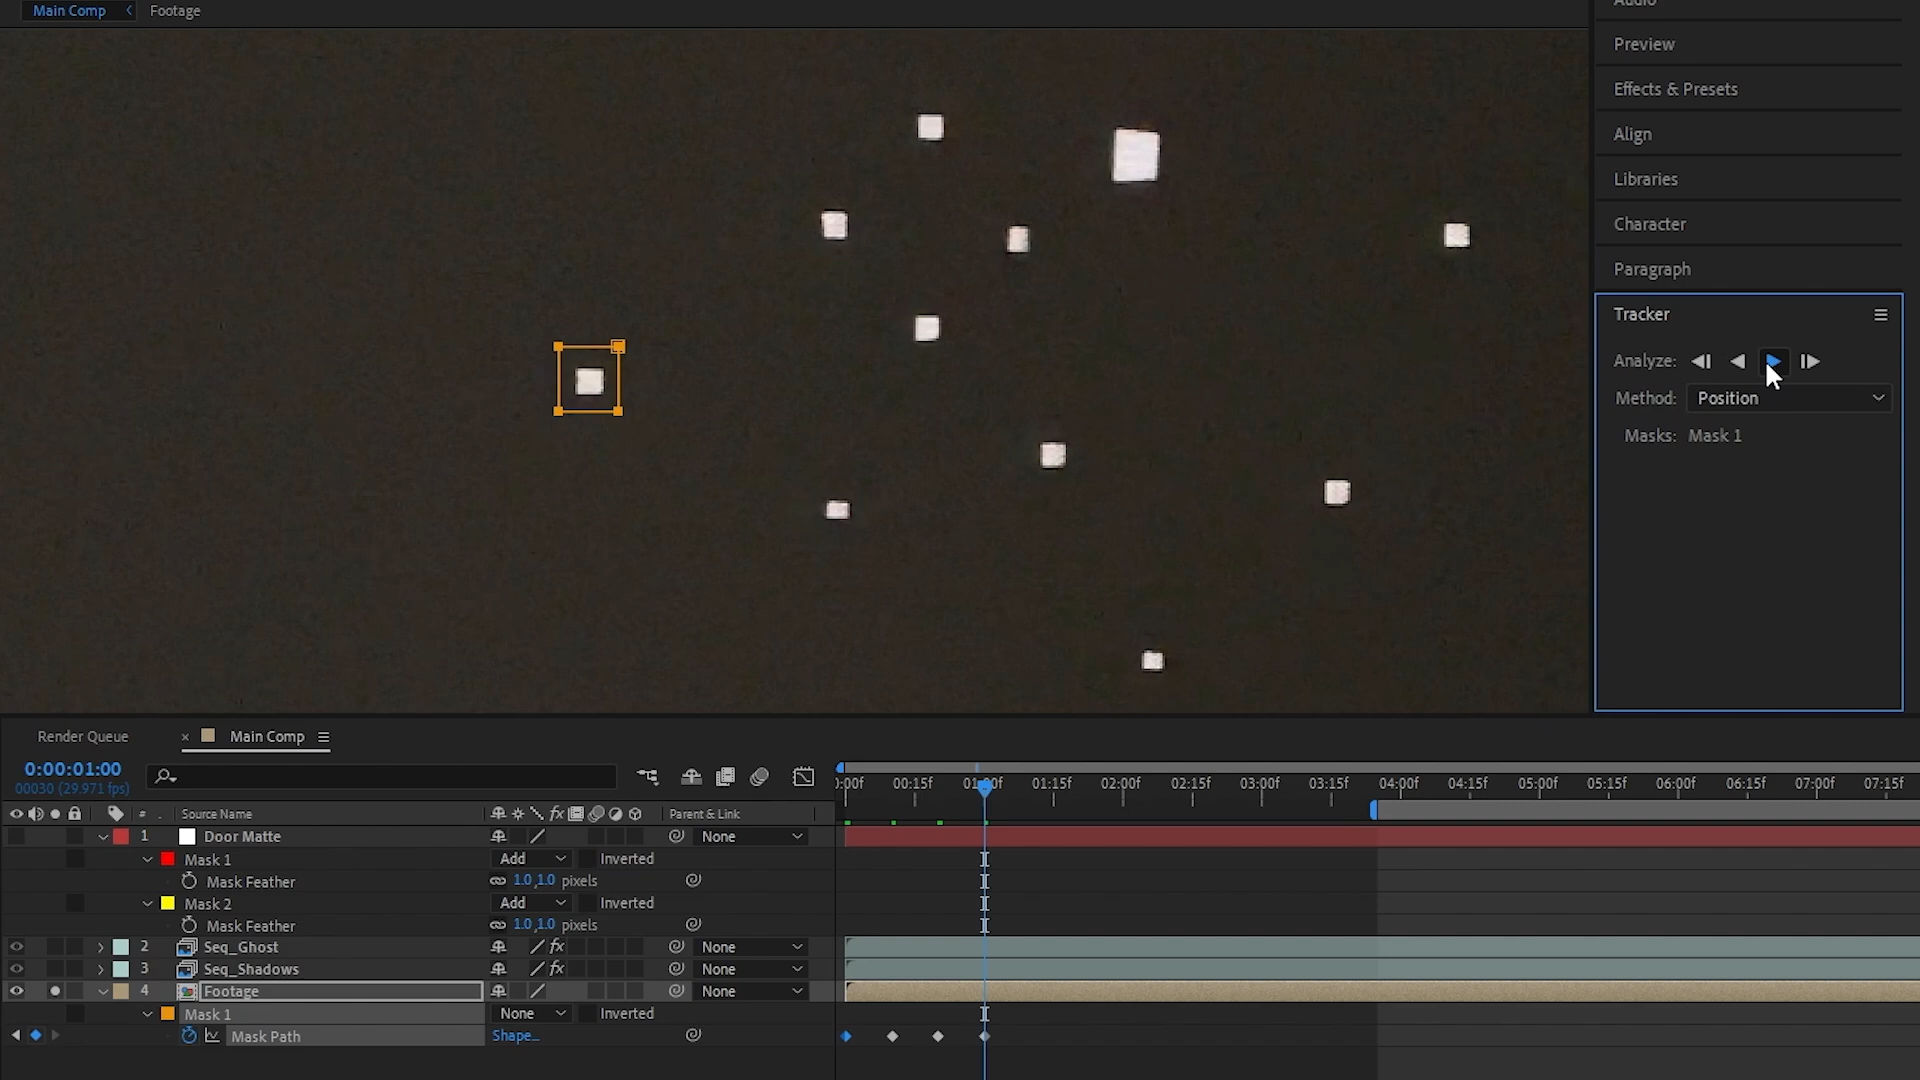 Main Comp Footage
Audio
Preview
Effects & Presets
Align
Libraries
Character
Paragraph
Tracker
Analyze:
Method: Position
Masks: Mask 1
Render Queue × Main Comp
0:00:01:00
00030 (29.971 fps)
00:15f 01:15f 02:00f 02:15f 03:00f 03:15f 04:00f 04:15f 05:00f 05:15f 06:00f 06:15f 07:00f 07:15f
# . Source Name fx Parent & Link
1 Door Matte None
Mask 1 Add Inverted
Mask Feather 1.0,1.0 pixels
Mask 2 Add Inverted
Mask Feather 1.0,1.0 pixels
2 Seq_Ghost fx None
3 Seq_Shadows fx None
4 Footage None
Mask 1 None Inverted
Mask Path Shape...